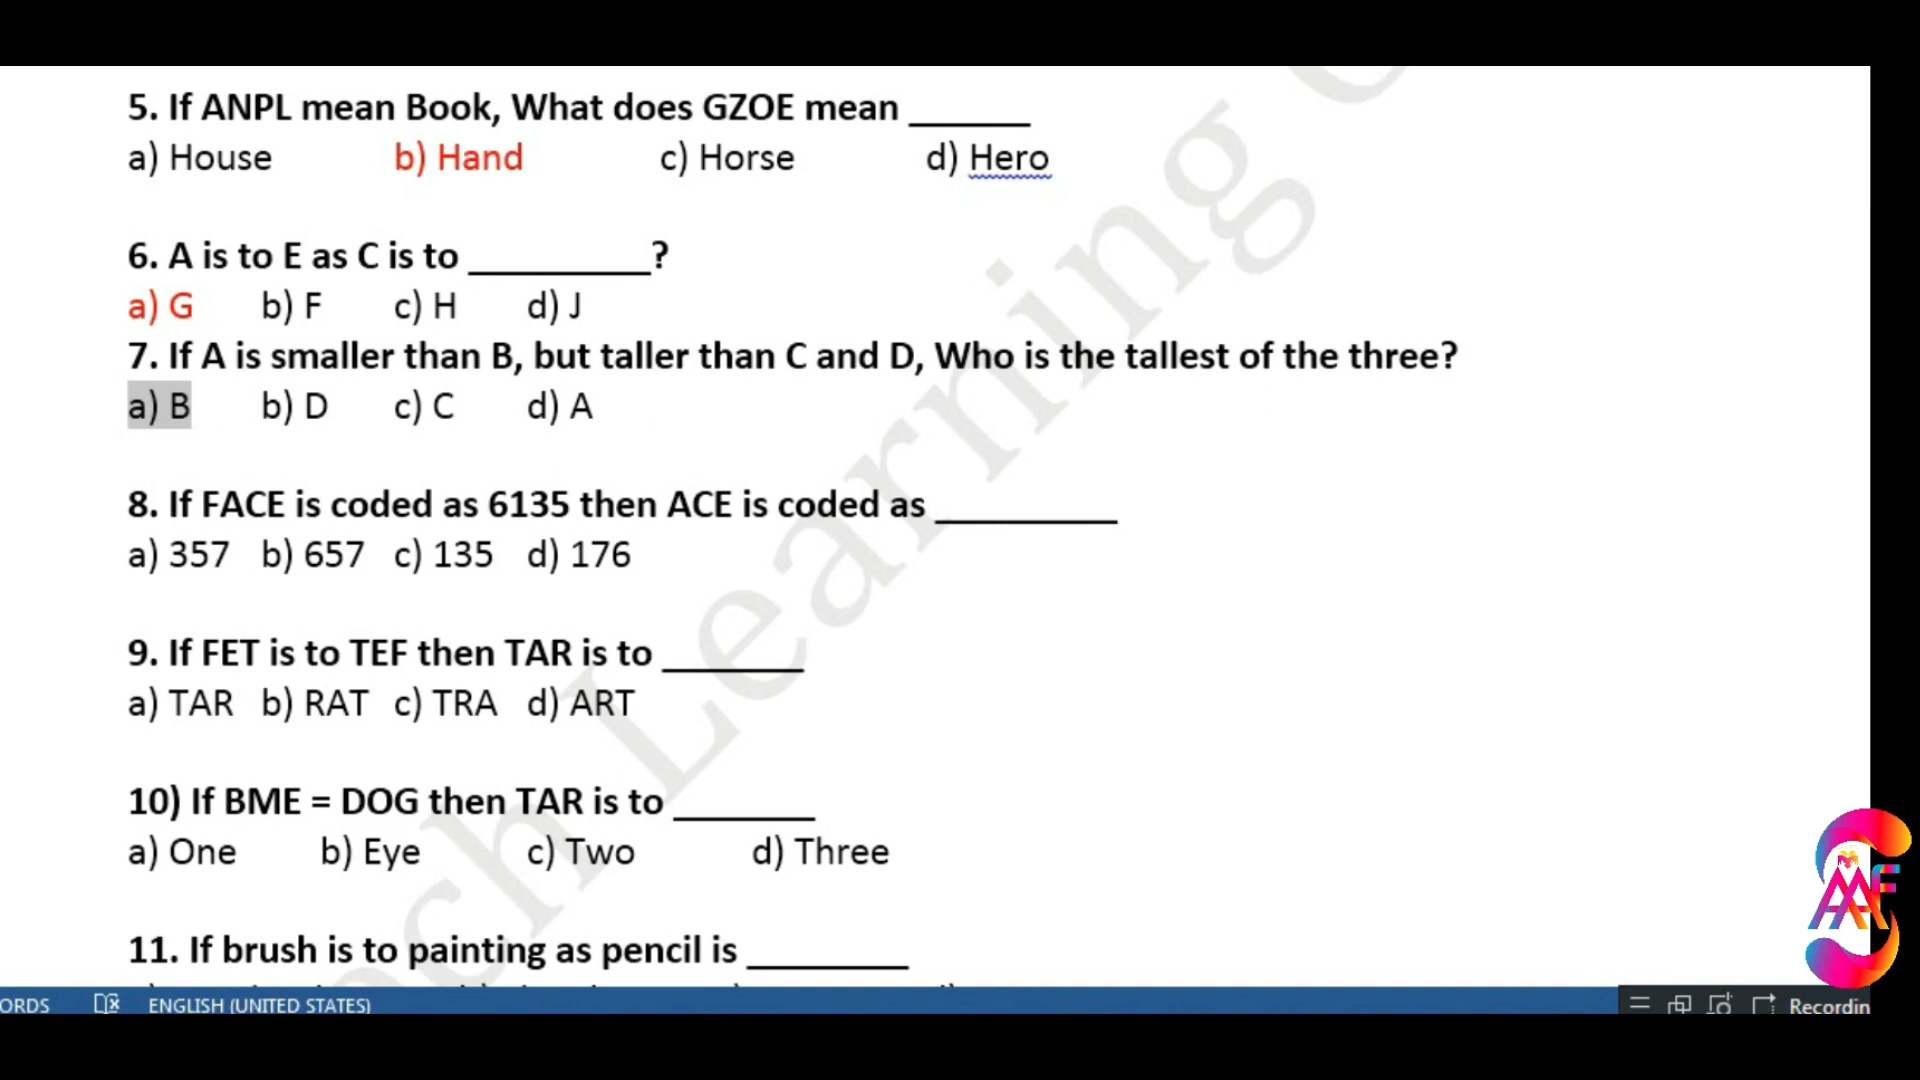 5. If ANPL mean Book, What does GZOE mean ______
a) House b) Hand c) Horse d) Hero
6. A is to E as C is to _________?
a) G b) F c) H d) J
7. If A is smaller than B, but taller than C and D, Who is the tallest of the three?
a) B b) D c) C d) A
8. If FACE is coded as 6135 then ACE is coded as _________
a) 357 b) 657 c) 135 d) 176
9. If FET is to TEF then TAR is to _______
a) TAR b) RAT c) TRA d) ART
10) If BME = DOG then TAR is to _______
a) One b) Eye c) Two d) Three
11. If brush is to painting as pencil is ________
ORDS ENGLISH (UNITED STATES) Recordin
Learning